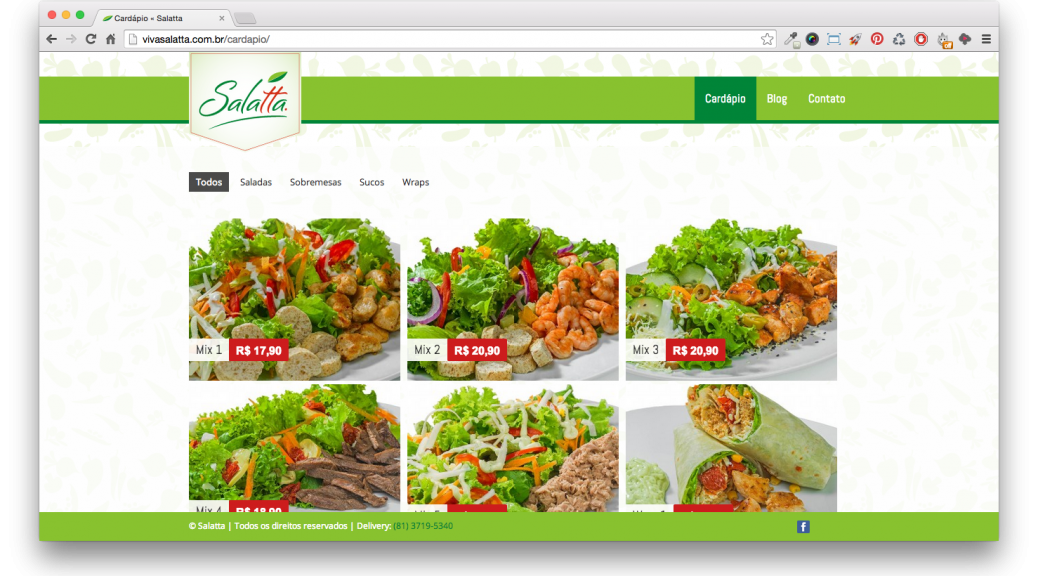 Cardápio « Salatta
vivasalatta.com.br/cardapio/
Salatta.
Cardápio Blog Contato
Todos Saladas Sobremesas Sucos Wraps
Mix 1 R$ 17,90
Mix 2 R$ 20,90
Mix 3 R$ 20,90
Mix 4 R$ 18,90
© Salatta | Todos os direitos reservados | Delivery: (81) 3719-5340
f